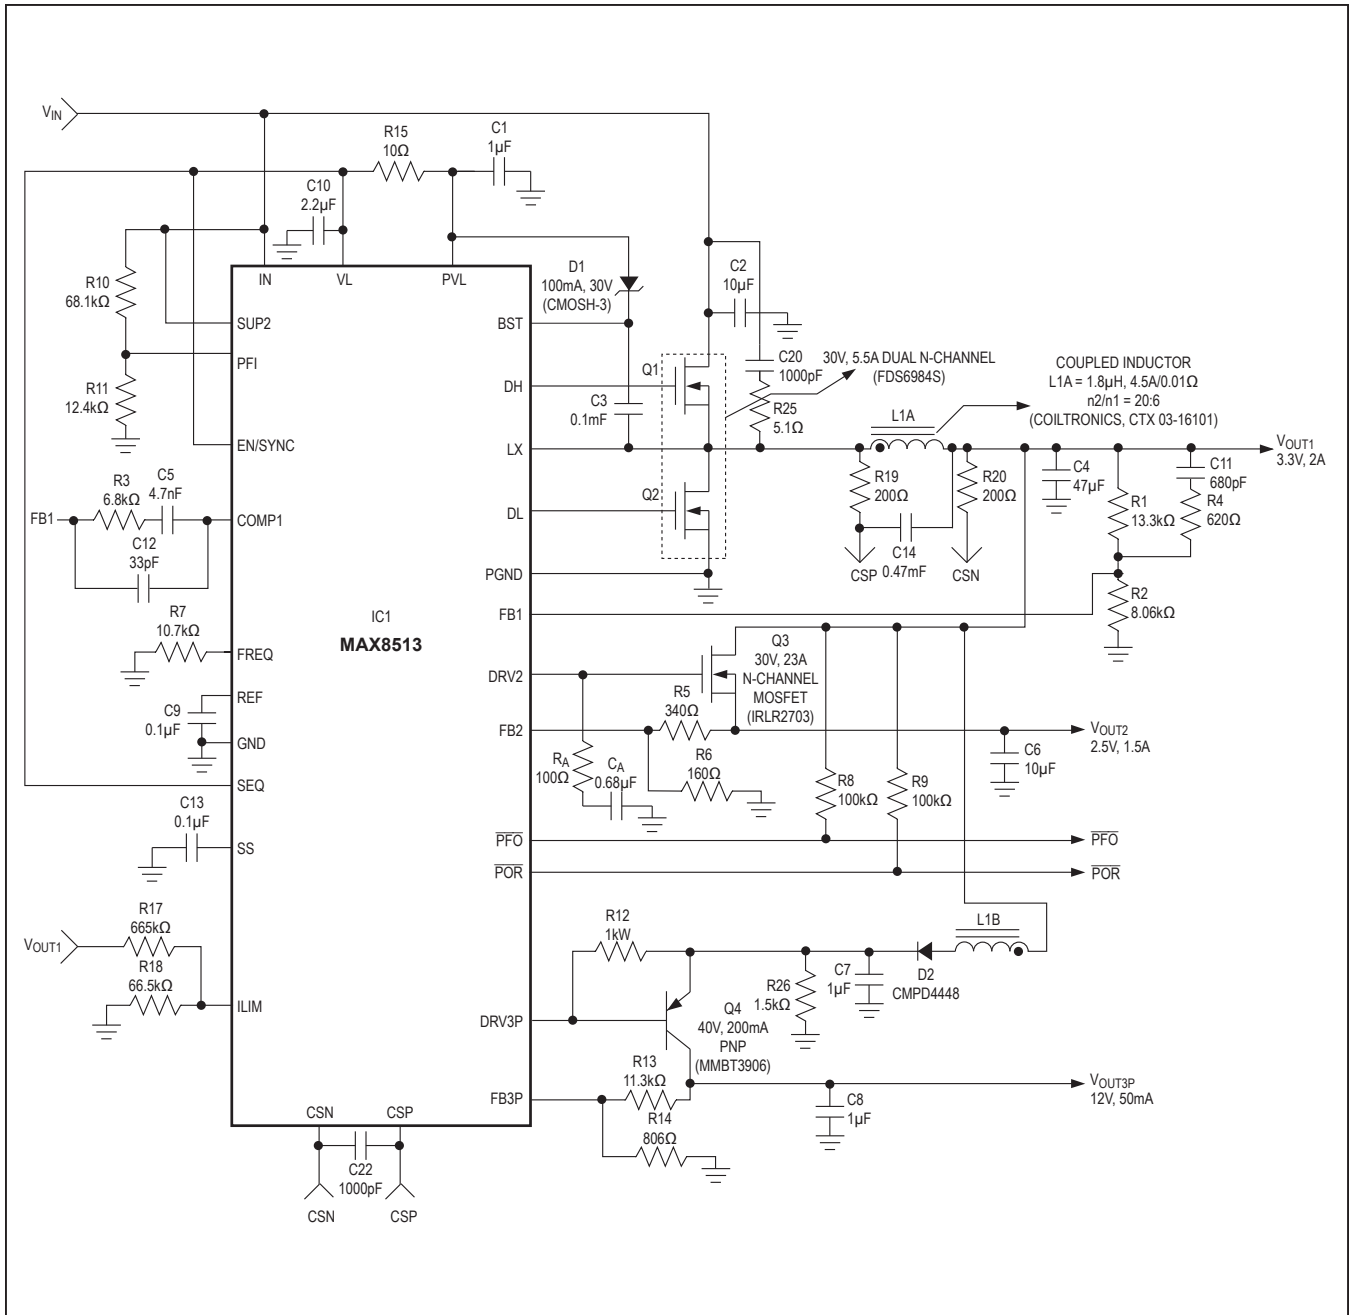 VIN
R15
10Ω
C1
1µF
C10
2.2µF
IN
VL
PVL
D1
100mA, 30V
(CMOSH-3)
C2
10µF
R10
68.1kΩ
SUP2
BST
PFI
C20
1000pF
30V, 5.5A DUAL N-CHANNEL
(FDS6984S)
COUPLED INDUCTOR
L1A = 1.8µH, 4.5A/0.01Ω
n2/n1 = 20:6
(COILTRONICS, CTX 03-16101)
Q1
DH
R11
12.4kΩ
C3
0.1mF
R25
5.1Ω
L1A
EN/SYNC
LX
VOUT1
3.3V, 2A
R3
6.8kΩ
C5
4.7nF
R19
200Ω
R20
200Ω
C4
47µF
C11
680pF
R1
13.3kΩ
R4
620Ω
Q2
DL
FB1
COMP1
C12
33pF
C14
0.47mF
CSP
CSN
PGND
R2
8.06kΩ
R7
10.7kΩ
IC1
MAX8513
FB1
FREQ
Q3
30V, 23A
N-CHANNEL
MOSFET
(IRLR2703)
DRV2
REF
C9
0.1µF
GND
R5
340Ω
FB2
VOUT2
2.5V, 1.5A
C6
10µF
RA
100Ω
CA
0.68µF
R6
160Ω
R8
100kΩ
R9
100kΩ
SEQ
C13
0.1µF
SS
PFO
PFO
POR
POR
R17
665kΩ
VOUT1
R18
66.5kΩ
ILIM
R12
1kW
L1B
C7
1µF
D2
CMPD4448
R26
1.5kΩ
DRV3P
Q4
40V, 200mA
PNP
(MMBT3906)
R13
11.3kΩ
VOUT3P
12V, 50mA
FB3P
C8
1µF
R14
806Ω
CSN
CSP
C22
1000pF
CSN
CSP